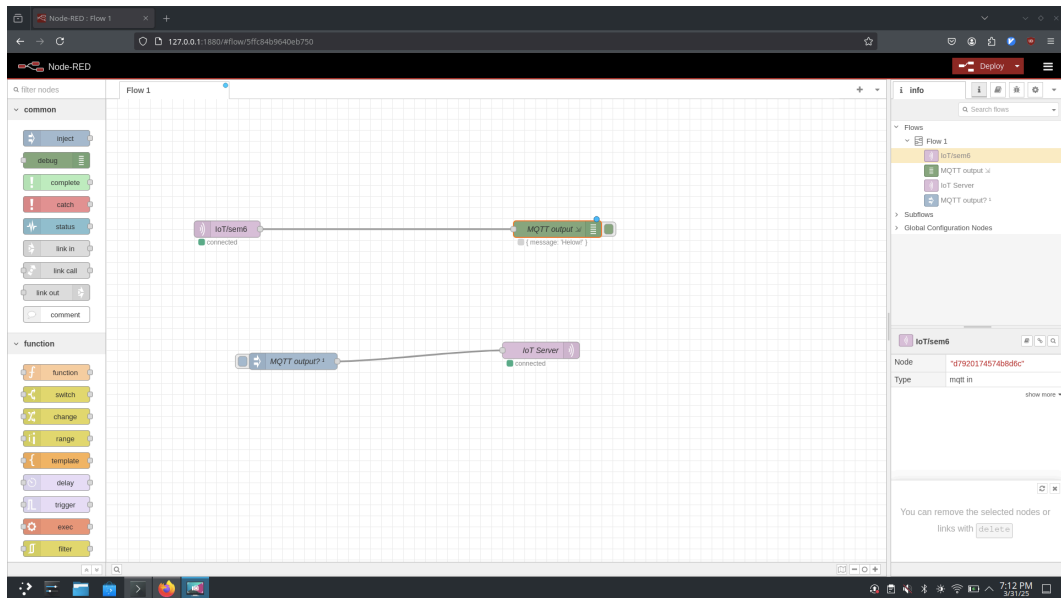 Node-RED : Flow 1
127.0.0.1:1880/#flow/5ffc84b9640eb750
Node-RED
Deploy
filter nodes
Flow 1
i info
i
common
Search flows
inject
debug
complete
catch
status
link in
link call
link out
comment
function
function
switch
change
range
template
delay
trigger
exec
filter
IoT/sem6
connected
MQTT output
{ message: 'Helow!' }
MQTT output? ¹
IoT Server
connected
Flows
Flow 1
IoT/sem6
MQTT output
IoT Server
MQTT output? ¹
Subflows
Global Configuration Nodes
IoT/sem6
Node "d7920174574b8d6c"
Type mqtt in
show more
You can remove the selected nodes or
links with delete
7:12 PM
3/31/25